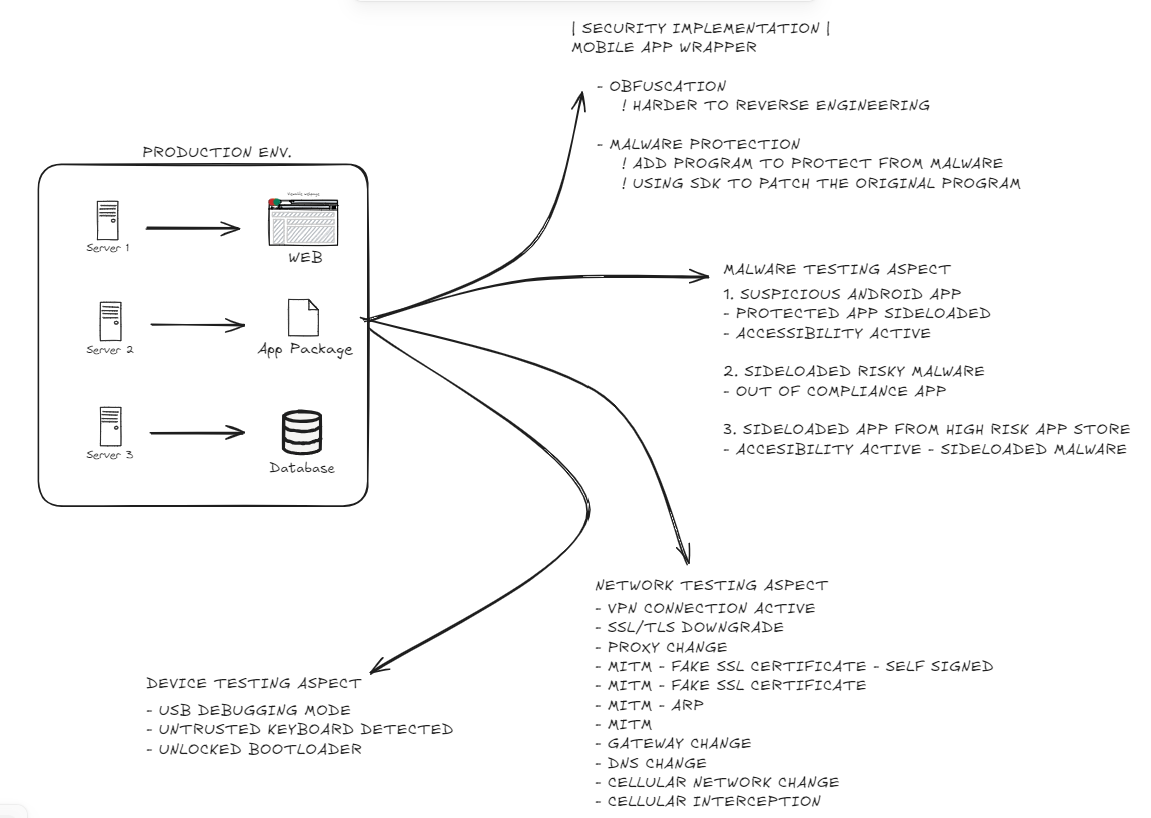 | SECURITY IMPLEMENTATION |
MOBILE APP WRAPPER
- OBFUSCATION
! HARDER TO REVERSE ENGINEERING
- MALWARE PROTECTION
! ADD PROGRAM TO PROTECT FROM MALWARE
! USING SDK TO PATCH THE ORIGINAL PROGRAM
PRODUCTION ENV.
Server 1
WEB
Server 2
App Package
Server 3
Database
MALWARE TESTING ASPECT
1. SUSPICIOUS ANDROID APP
- PROTECTED APP SIDELOADED
- ACCESSIBILITY ACTIVE
2. SIDELOADED RISKY MALWARE
- OUT OF COMPLIANCE APP
3. SIDELOADED APP FROM HIGH RISK APP STORE
- ACCESIBILITY ACTIVE - SIDELOADED MALWARE
NETWORK TESTING ASPECT
- VPN CONNECTION ACTIVE
- SSL/TLS DOWNGRADE
- PROXY CHANGE
- MITM - FAKE SSL CERTIFICATE - SELF SIGNED
- MITM - FAKE SSL CERTIFICATE
- MITM - ARP
- MITM
- GATEWAY CHANGE
- DNS CHANGE
- CELLULAR NETWORK CHANGE
- CELLULAR INTERCEPTION
DEVICE TESTING ASPECT
- USB DEBUGGING MODE
- UNTRUSTED KEYBOARD DETECTED
- UNLOCKED BOOTLOADER